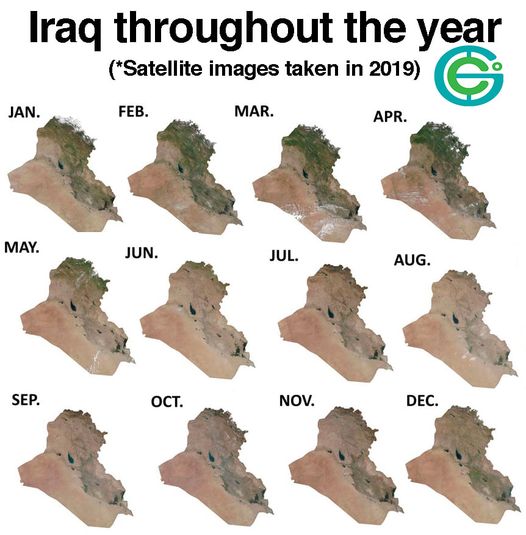 Iraq throughout the year
(*Satellite images taken in 2019)
JAN.
FEB.
MAR.
APR.
MAY.
JUN.
JUL.
AUG.
SEP.
OCT.
NOV.
DEC.